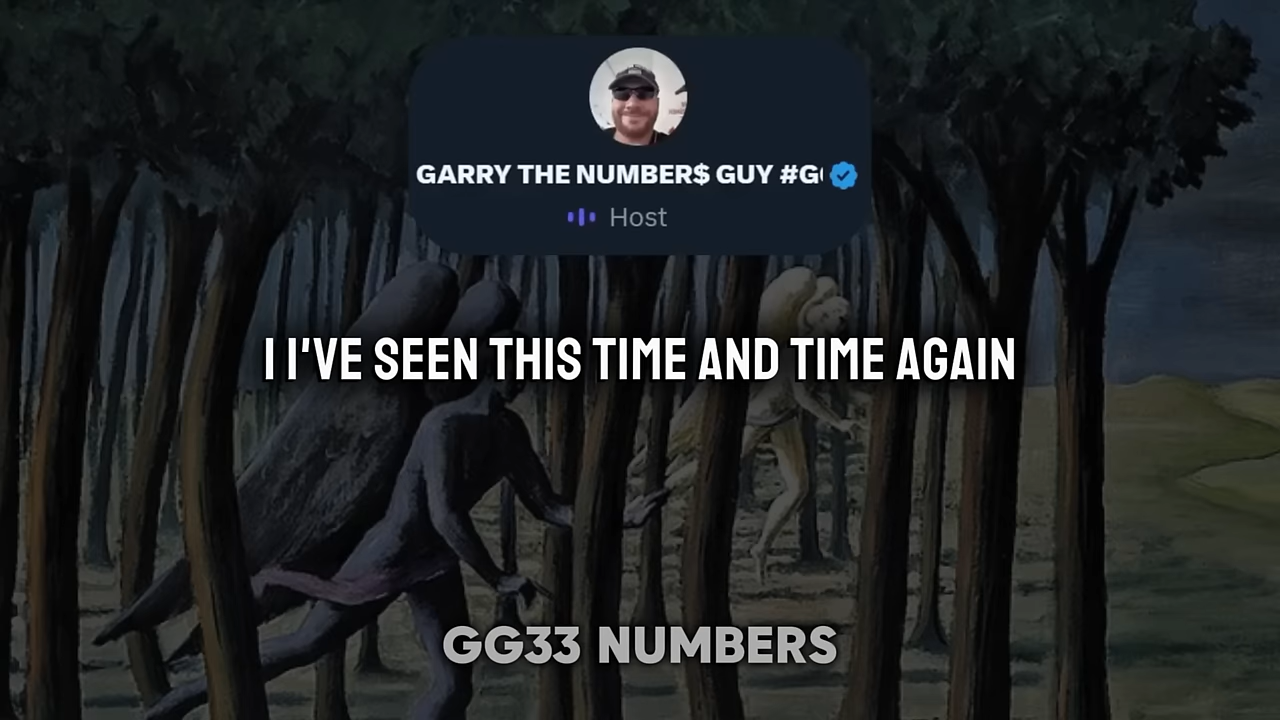 GARRY THE NUMBER$ GUY #G
Host
I I'VE SEEN THIS TIME AND TIME AGAIN
GG33 NUMBERS